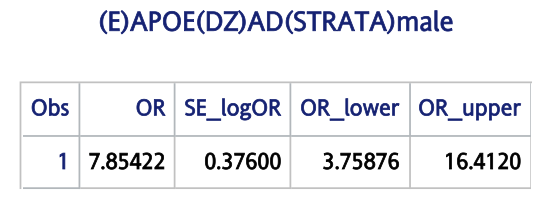 (E)APOE(DZ)AD(STRATA)male
Obs OR SE_logOR OR_lower OR_upper
1 7.85422 0.37600 3.75876 16.4120